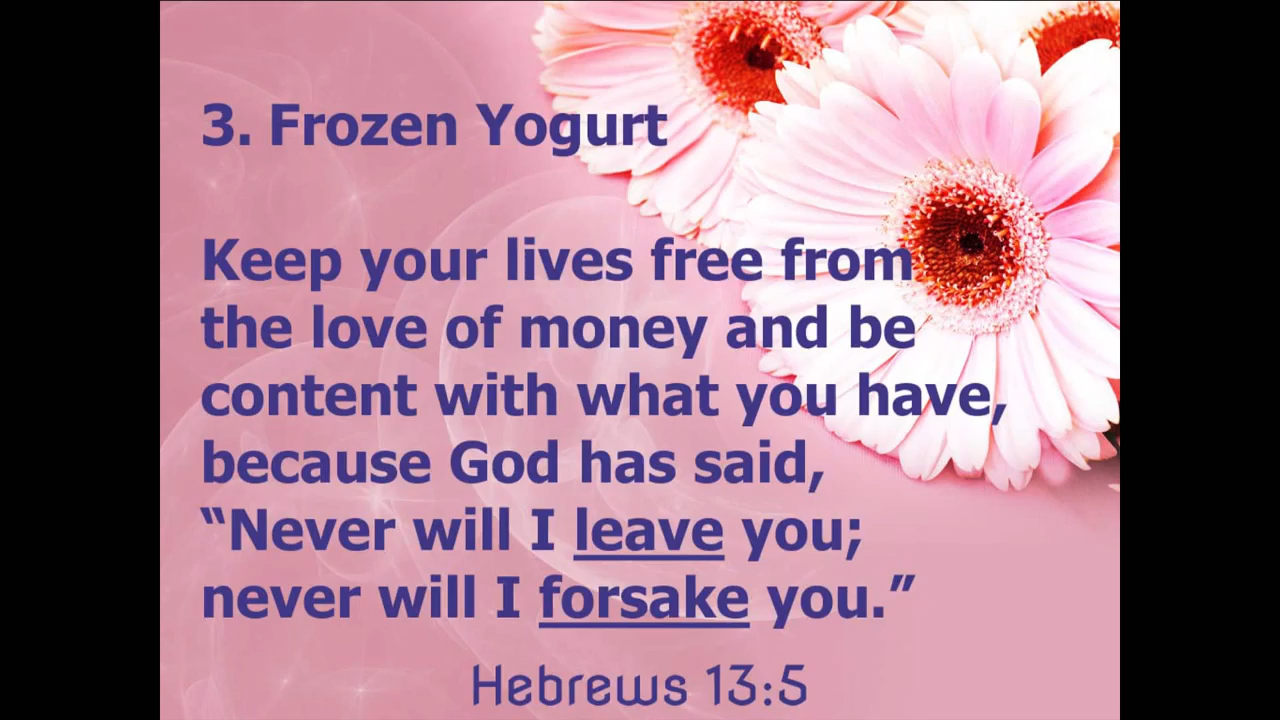 3. Frozen Yogurt
Keep your lives free from
the love of money and be
content with what you have,
because God has said,
“Never will I leave you;
never will I forsake you.”
Hebrews 13:5